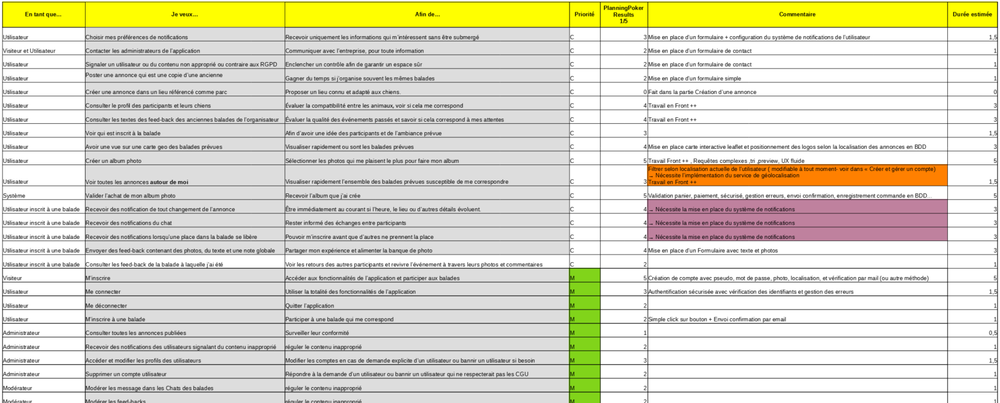 En tant que... Je veux... Afin de... Priorité PlanningPoker Results 1/5 Commentaire Durée estimée
Utilisateur Choisir mes préférences de notifications Recevoir uniquement les informations qui m'intéressent sans être submergé C 3 Mise en place d'un formulaire + configuration du système de notifications de l'utilisateur 1,5
Visiteur et Utilisateur Contacter les administrateurs de l'application Communiquer avec l'entreprise, pour toute information C 2 Mise en place d'un formulaire de contact 1
Utilisateur Signaler un utilisateur ou du contenu non approprié ou contraire aux RGPD Enclencher un contrôle afin de garantir un espace sûr C 2 Mise en place d'un formulaire de contact 1
Utilisateur Poster une annonce qui est une copie d'une ancienne Gagner du temps si j'organise souvent les mêmes balades C 2 Mise en place d'un formulaire simple 1
Utilisateur Créer une annonce dans un lieu référencé comme parc Proposer un lieu connu et adapté aux chiens. C 0 Fait dans la partie Création d'une annonce 0
Utilisateur Consulter le profil des participants et leurs chiens Évaluer la compatibilité entre les animaux, voir si cela me correspond C 4 Travail en Front ++ 3
Utilisateur Consulter les textes des feed-back des anciennes balades de l'organisateur Évaluer la qualité des événements passés et savoir si cela correspond à mes attentes C 4 Travail en Front ++ 3
Utilisateur Voir qui est inscrit à la balade Afin d'avoir une idée des participants et de l'ambiance prévue C 3 1,5
Utilisateur Avoir une vue sur une carte geo des balades prévues Visualiser rapidement ou sont les balades prévues C 4 Mise en place carte interactive leaflet et positionnement des logos selon la localisation des annonces en BDD 3
Utilisateur Créer un album photo Sélectionner les photos qui me plaisent le plus pour faire mon album C 5 Travail Front ++ , Requêtes complexes ,tri ,preview, UX fluide 5
Filtrer selon localisation actuelle de l'utilisateur ( modifiable à tout moment- voir dans « Créer et gérer un compte)
→ Nécessite l'implémentation du service de géolocalisation
Utilisateur Voir toutes les annonces autour de moi Visualiser rapidement l'ensemble des balades prévues susceptible de me correspondre C 3 Travail en Front ++ 1,5
Système Valider l'achat de mon album photo Recevoir l'album que j'ai crée C 5 Validation panier, paiement, sécurisé, gestion erreurs, envoi confirmation, enregistrement commande en BDD... 5
Utilisateur inscrit à une balade Recevoir des notification de tout changement de l'annonce Être immédiatement au courant si l'heure, le lieu ou d'autres détails évoluent. C 4 → Nécessite la mise en place du système de notifications 3
Utilisateur inscrit à une balade Recevoir des notifications du chat Rester informé des échanges entre participants C 4 → Nécessite la mise en place du système de notifications 3
Utilisateur inscrit à une balade Recevoir des notifications lorsqu'une place dans la balade se libère Pouvoir m'inscrire avant que d'autres ne prennent la place C 4 → Nécessite la mise en place du système de notifications 3
Utilisateur inscrit à une balade Envoyer des feed-back contenant des photos, du texte et une note globale Partager mon expérience et alimenter la banque de photo C 4 Mise en place d'un Formulaire avec texte et photos 3
Utilisateur inscrit à une balade Consulter les feed-back de la balade à laquelle j'ai été Voir les retours des autres participants et revivre l'événement à travers leurs photos et commentaires C 2 1
Visiteur M'inscrire Accéder aux fonctionnalités de l'application et participer aux balades M 5 Création de compte avec pseudo, mot de passe, photo, localisation, et vérification par mail (ou autre méthode) 5
Utilisateur Me connecter Utiliser la totalité des fonctionnalités de l'application M 3 Authentification sécurisée avec vérification des identifiants et gestion des erreurs 1,5
Utilisateur Me déconnecter Quitter l'application M 2 1
Utilisateur M'inscrire à une balade Participer à une balade qui me correspond M 2 Simple click sur bouton + Envoi confirmation par email 1
Administrateur Consulter toutes les annonces publiées Surveiller leur conformité M 1 0,5
Administrateur Recevoir des notifications des utilisateurs signalant du contenu inapproprié réguler le contenu inapproprié M 2 1
Administrateur Accéder et modifier les profils des utilisateurs Modifier les comptes en cas de demande explicite d'un utilisateur ou bannir un utilisateur si besoin M 3 1,5
Administrateur Supprimer un compte utilisateur Répondre à la demande d'un utilisateur ou bannir un utilisateur qui ne respecterait pas les CGU M 2 1
Modérateur Modérer les message dans les Chats des balades réguler le contenu inapproprié M 2 1
Modérateur Modérer les feed-backs réguler le contenu inapproprié M 2 1